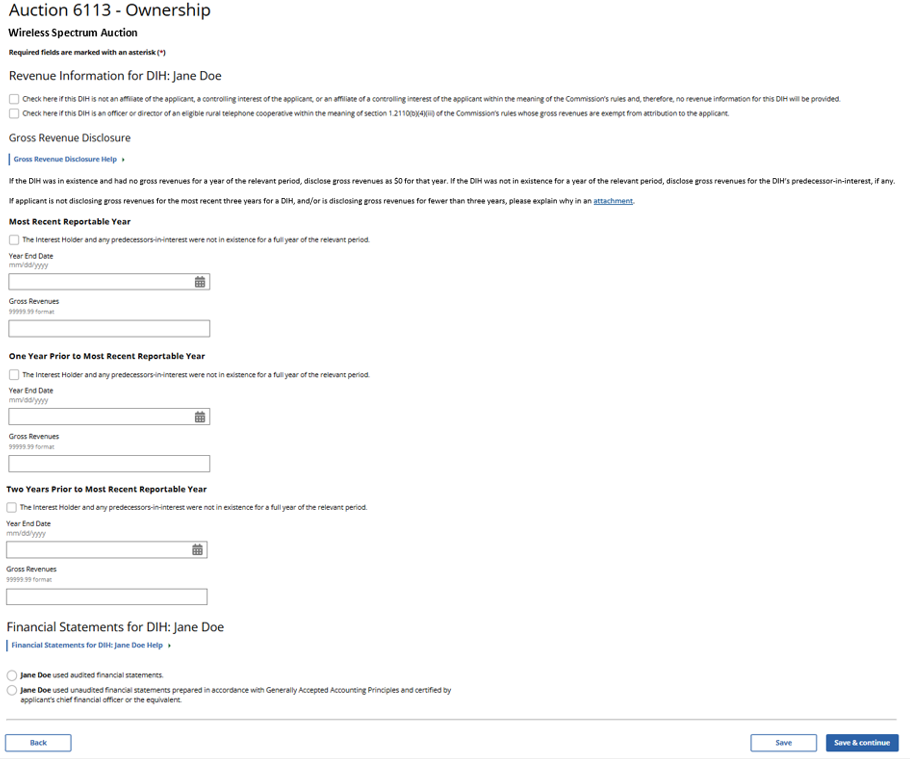 Auction 6113 - Ownership
Wireless Spectrum Auction
Required fields are marked with an asterisk (*)
Revenue Information for DIH: Jane Doe
Check here if this DIH is not an affiliate of the applicant, a controlling interest of the applicant, or an affiliate of a controlling interest of the applicant within the meaning of the Commission's rules and, therefore, no revenue information for this DIH will be provided.
Check here if this DIH is an officer or director of an eligible rural telephone cooperative within the meaning of section 1.2110(b)(4)(iii) of the Commission's rules whose gross revenues are exempt from attribution to the applicant.
Gross Revenue Disclosure
Gross Revenue Disclosure Help
If the DIH was in existence and had no gross revenues for a year of the relevant period, disclose gross revenues as $0 for that year. If the DIH was not in existence for a year of the relevant period, disclose gross revenues for the DIH's predecessor-in-interest, if any.
If applicant is not disclosing gross revenues for the most recent three years for a DIH, and/or is disclosing gross revenues for fewer than three years, please explain why in an attachment.
Most Recent Reportable Year
The Interest Holder and any predecessors-in-interest were not in existence for a full year of the relevant period.
Year End Date
mm/dd/yyyy
Gross Revenues
99999.99 format
One Year Prior to Most Recent Reportable Year
The Interest Holder and any predecessors-in-interest were not in existence for a full year of the relevant period.
Year End Date
mm/dd/yyyy
Gross Revenues
99999.99 format
Two Years Prior to Most Recent Reportable Year
The Interest Holder and any predecessors-in-interest were not in existence for a full year of the relevant period.
Year End Date
mm/dd/yyyy
Gross Revenues
99999.99 format
Financial Statements for DIH: Jane Doe
Financial Statements for DIH: Jane Doe Help
Jane Doe used audited financial statements.
Jane Doe used unaudited financial statements prepared in accordance with Generally Accepted Accounting Principles and certified by
applicant's chief financial officer or the equivalent.
Back
Save
Save & continue